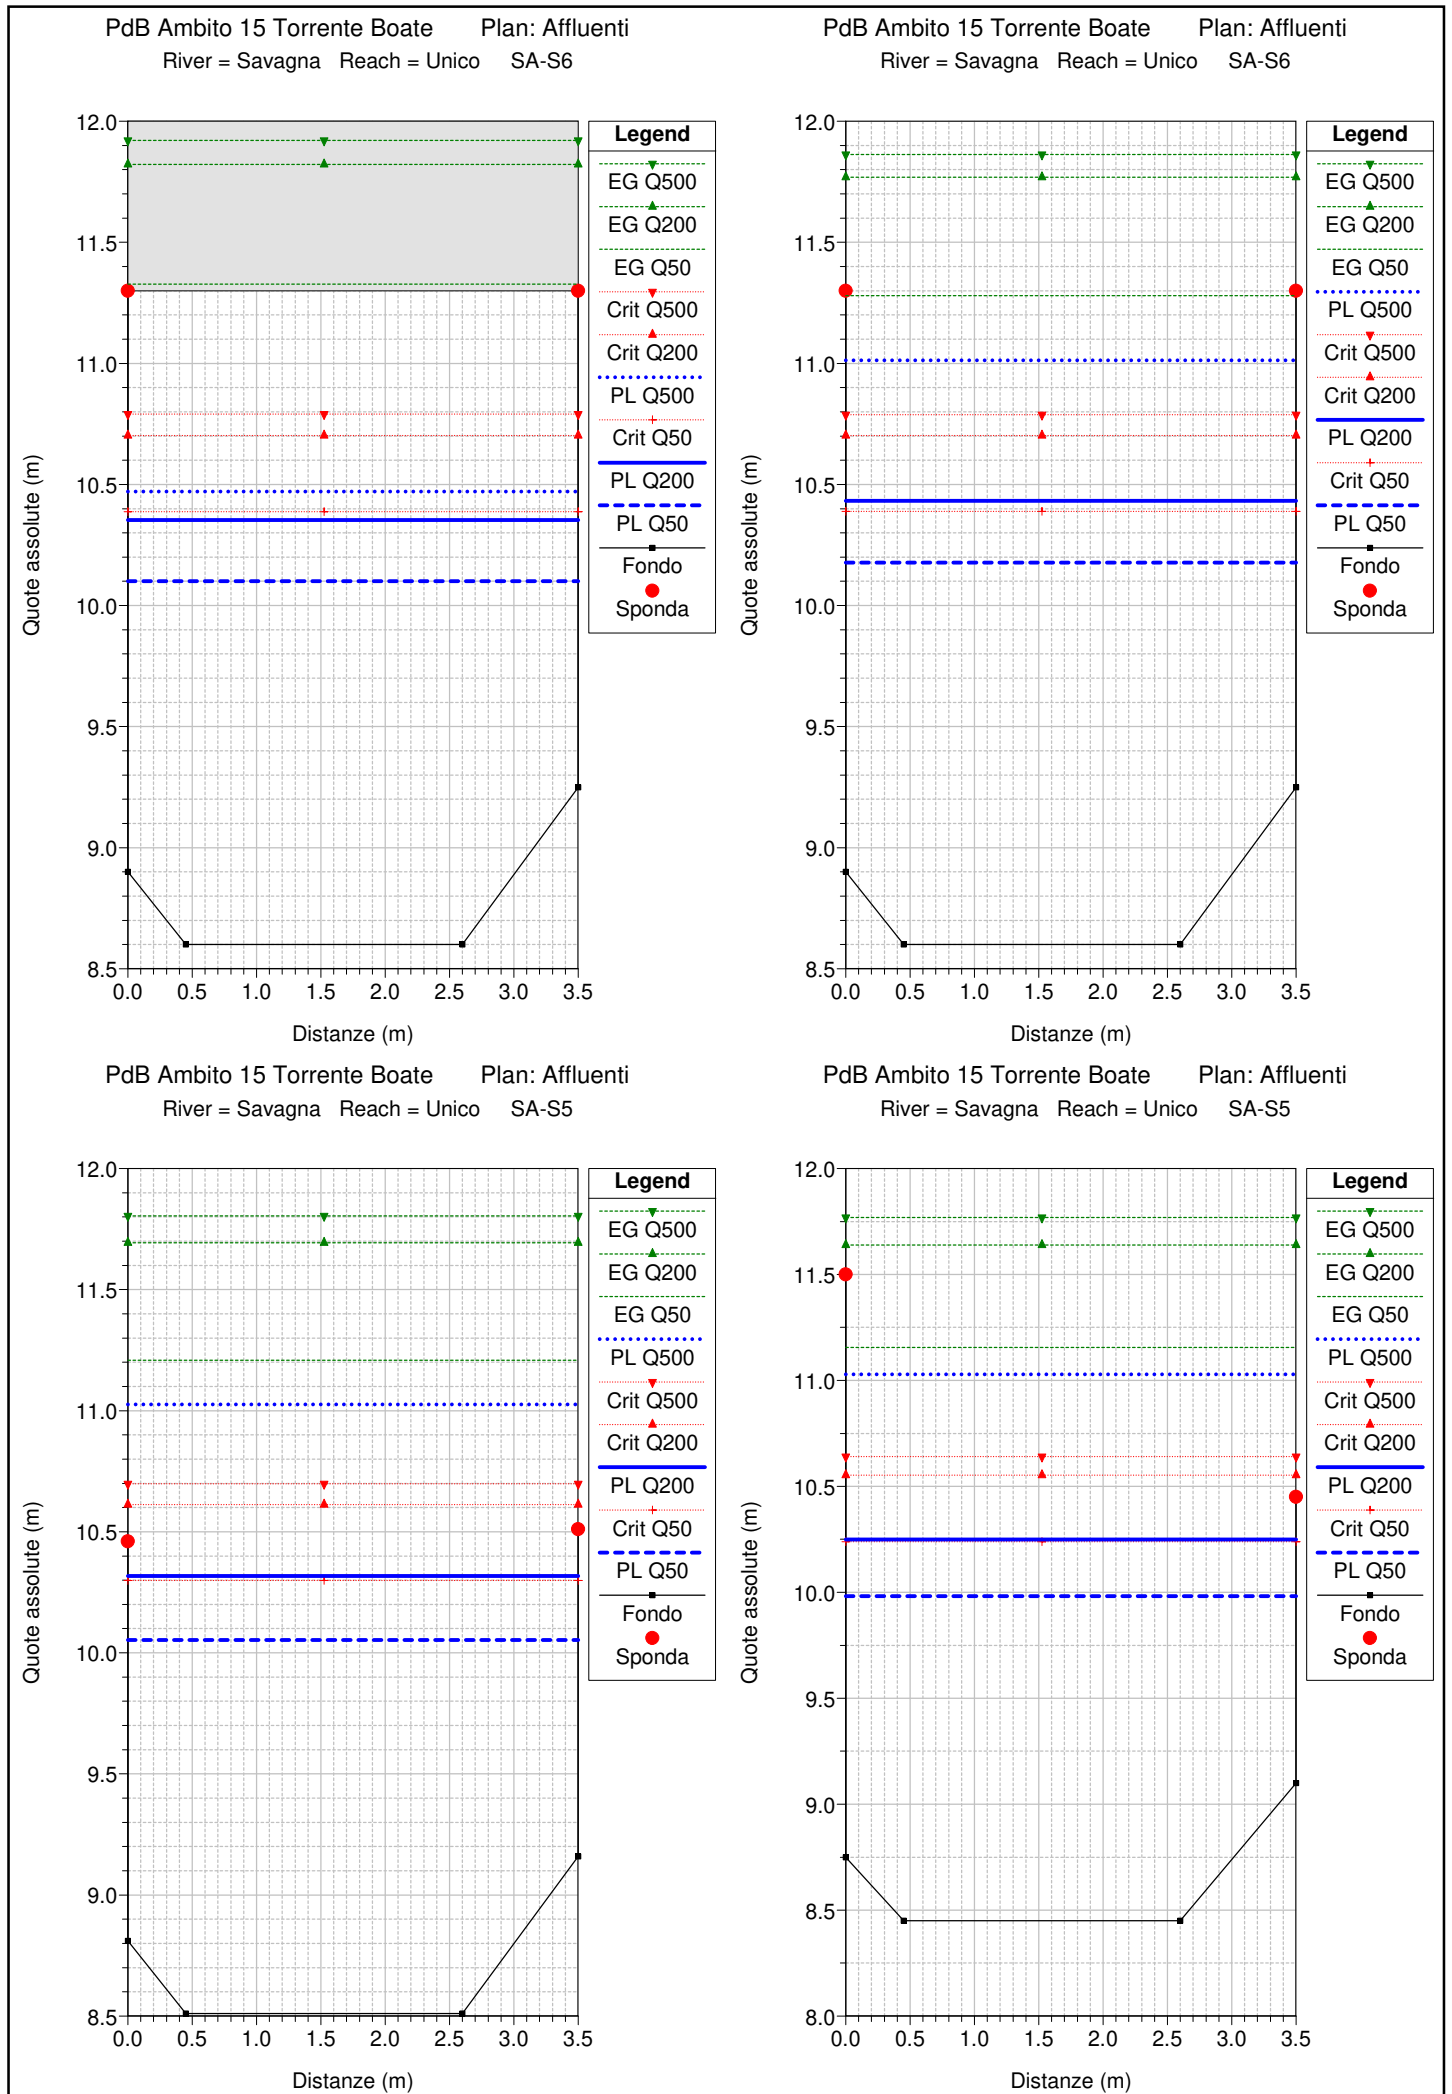 PdB Ambito 15 Torrente Boate Plan: Affluenti
River = Savagna Reach = Unico SA-S6
12.0
11.5
11.0
10.5
10.0
9.5
9.0
8.5
Quote assolute (m)
0.0 0.5 1.0 1.5 2.0 2.5 3.0 3.5
Distanze (m)
Legend
EG Q500
EG Q200
EG Q50
Crit Q500
Crit Q200
PL Q500
Crit Q50
PL Q200
PL Q50
Fondo
Sponda
PdB Ambito 15 Torrente Boate Plan: Affluenti
River = Savagna Reach = Unico SA-S6
12.0
11.5
11.0
10.5
10.0
9.5
9.0
8.5
Quote assolute (m)
0.0 0.5 1.0 1.5 2.0 2.5 3.0 3.5
Distanze (m)
Legend
EG Q500
EG Q200
EG Q50
PL Q500
Crit Q500
Crit Q200
PL Q200
Crit Q50
PL Q50
Fondo
Sponda
PdB Ambito 15 Torrente Boate Plan: Affluenti
River = Savagna Reach = Unico SA-S5
12.0
11.5
11.0
10.5
10.0
9.5
9.0
8.5
Quote assolute (m)
0.0 0.5 1.0 1.5 2.0 2.5 3.0 3.5
Distanze (m)
Legend
EG Q500
EG Q200
EG Q50
PL Q500
Crit Q500
Crit Q200
PL Q200
Crit Q50
PL Q50
Fondo
Sponda
PdB Ambito 15 Torrente Boate Plan: Affluenti
River = Savagna Reach = Unico SA-S5
12.0
11.5
11.0
10.5
10.0
9.5
9.0
8.5
8.0
Quote assolute (m)
0.0 0.5 1.0 1.5 2.0 2.5 3.0 3.5
Distanze (m)
Legend
EG Q500
EG Q200
EG Q50
PL Q500
Crit Q500
Crit Q200
PL Q200
Crit Q50
PL Q50
Fondo
Sponda